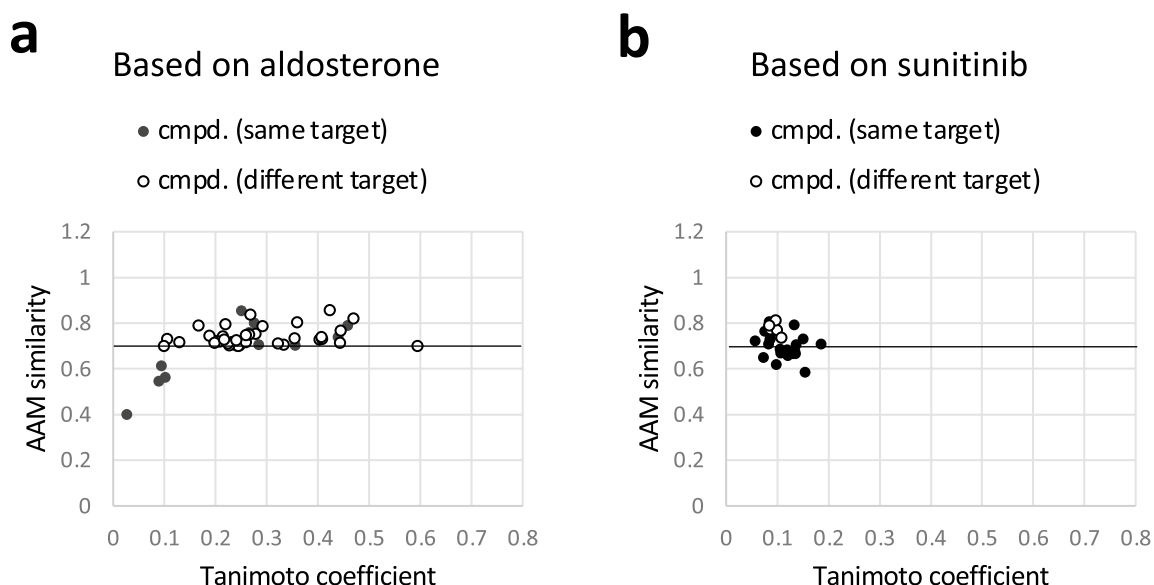 a
Based on aldosterone
cmpd. (same target)
cmpd. (different target)
1.2
1
0.8
0.6
0.4
0.2
0
AAM similarity
0 0.1 0.2 0.3 0.4 0.5 0.6 0.7 0.8
Tanimoto coefficient
b
Based on sunitinib
cmpd. (same target)
cmpd. (different target)
1.2
1
0.8
0.6
0.4
0.2
0
AAM similarity
0 0.1 0.2 0.3 0.4 0.5 0.6 0.7 0.8
Tanimoto coefficient